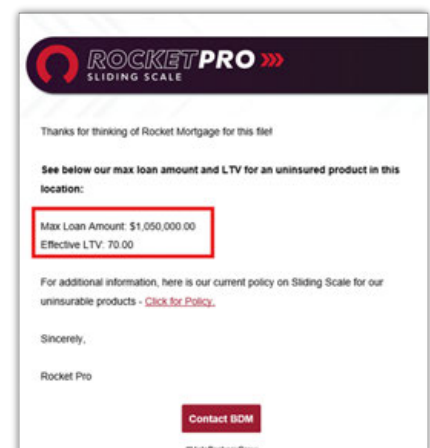 ROCKET PRO
SLIDING SCALE
Thanks for thinking of Rocket Mortgage for this file!
See below our max loan amount and LTV for an uninsured product in this
location:
Max Loan Amount: $1,050,000.00
Effective LTV: 70.00
For additional information, here is our current policy on Sliding Scale for our
uninsurable products - Click for Policy.
Sincerely,
Rocket Pro
Contact BDM